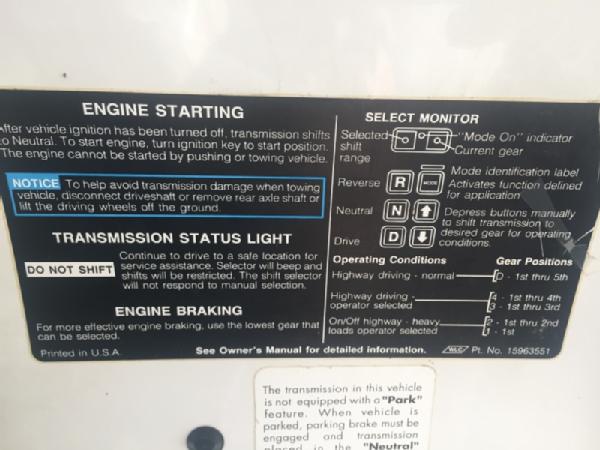 ENGINE STARTING
After vehicle ignition has been turned off, transmission shifts
to Neutral. To start engine, turn ignition key to start position.
The engine cannot be started by pushing or towing vehicle.
NOTICE To help avoid transmission damage when towing
vehicle, disconnect driveshaft or remove rear axle shaft or
lift the driving wheels off the ground.
TRANSMISSION STATUS LIGHT
DO NOT SHIFT
Continue to drive to a safe location for
service assistance. Selector will beep and
shifts will be restricted. The shift selector
will not respond to manual selection.
ENGINE BRAKING
For more effective engine braking, use the lowest gear that
can be selected.
Printed in U.S.A.
See Owner's Manual for detailed information.
Pt. No. 15963551
SELECT MONITOR
Selected shift range
"Mode On" indicator
Current gear
Reverse R MODE
Mode identification label
Activates function defined
for application
Neutral N
Drive D
Depress buttons manually
to shift transmission to
desired gear for operating
conditions.
Operating Conditions Gear Positions
Highway driving - normal D - 1st thru 5th
Highway driving - 4 - 1st thru 4th
operator selected 3 - 1st thru 3rd
On/Off highway - heavy 2 - 1st thru 2nd
loads operator selected 1 - 1st
The transmission in this vehicle
is not equipped with a "Park"
feature. When vehicle is
parked, parking brake must be
engaged and transmission
placed in the "Neutral"